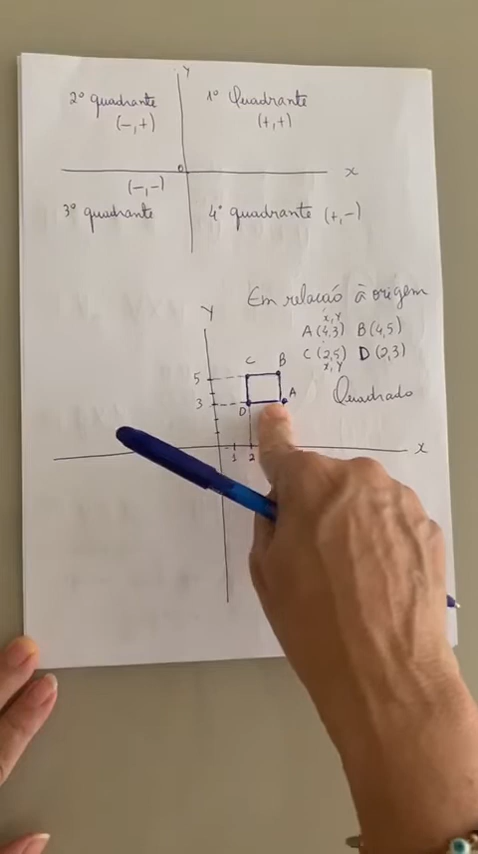 Y
2º quadrante
(-,+)
1º Quadrante
(+,+)
0
x
(-,-)
3º quadrante
4º quadrante (+,-)
Em relação à origem
x,y
A(4,3) B(4,5)
C(2,5) D(2,3)
x,y
Quadrado
Y
C
B
5
3
D
A
1 2
x